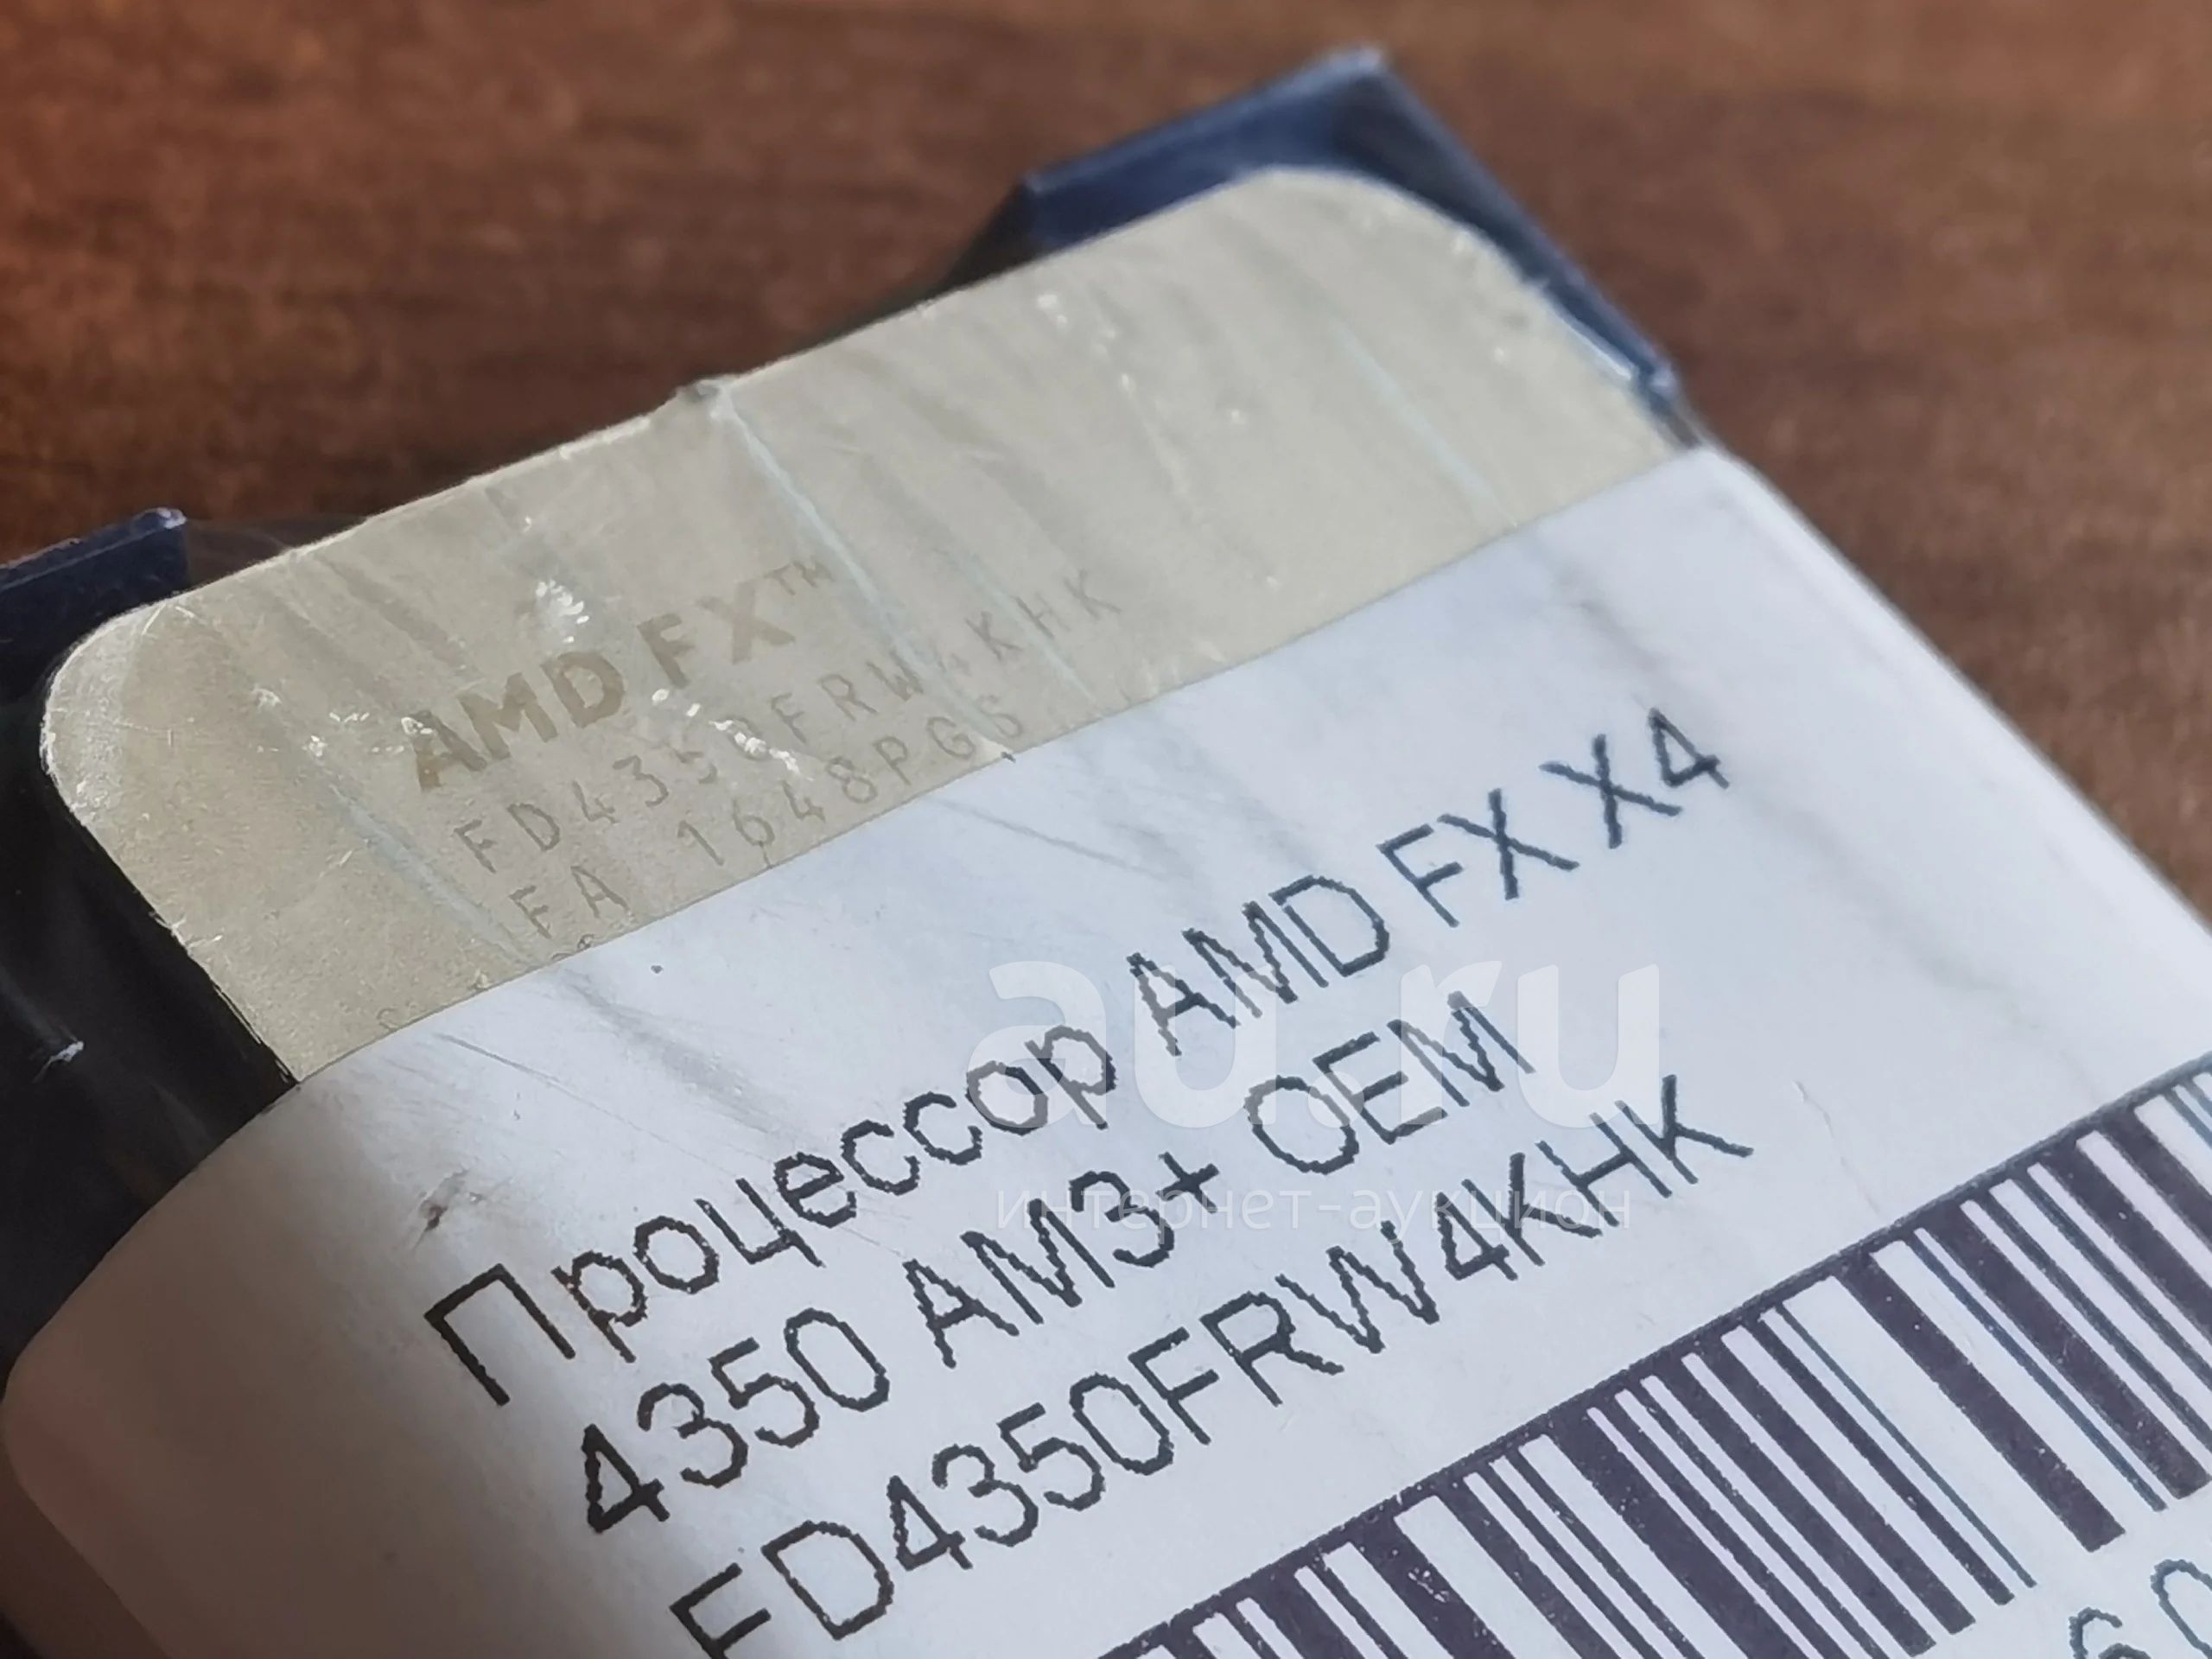 AMD FX™
FD4350FRW4KHK
FA 1648PGS
Процессор AMD FX X4
4350 AM3+ OEM
FD4350FRW4KHK
au.ru
интернет-аукцион